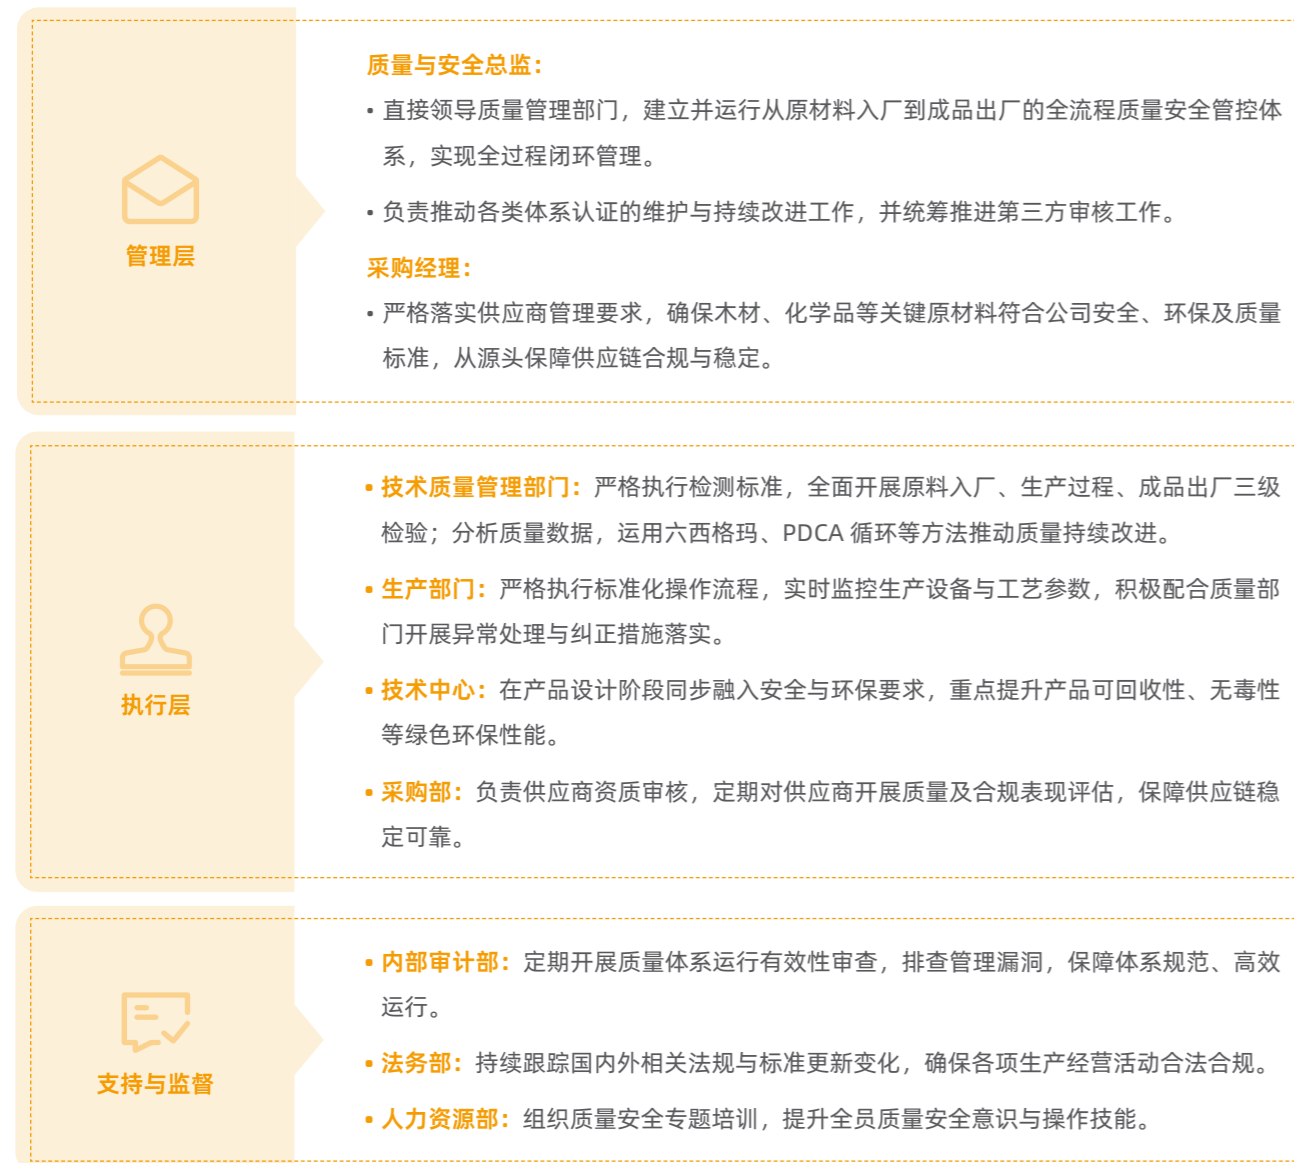 管理层
质量与安全总监：
• 直接领导质量管理部门，建立并运行从原材料入厂到成品出厂的全流程质量安全管控体
系，实现全过程闭环管理。
• 负责推动各类体系认证的维护与持续改进工作，并统筹推进第三方审核工作。
采购经理：
• 严格落实供应商管理要求，确保木材、化学品等关键原材料符合公司安全、环保及质量
标准，从源头保障供应链合规与稳定。
执行层
• 技术质量管理部门：严格执行检测标准，全面开展原料入厂、生产过程、成品出厂三级
检验；分析质量数据，运用六西格玛、PDCA 循环等方法推动质量持续改进。
• 生产部门：严格执行标准化操作流程，实时监控生产设备与工艺参数，积极配合质量部
门开展异常处理与纠正措施落实。
• 技术中心：在产品设计阶段同步融入安全与环保要求，重点提升产品可回收性、无毒性
等绿色环保性能。
• 采购部：负责供应商资质审核，定期对供应商开展质量及合规表现评估，保障供应链稳
定可靠。
支持与监督
• 内部审计部：定期开展质量体系运行有效性审查，排查管理漏洞，保障体系规范、高效
运行。
• 法务部：持续跟踪国内外相关法规与标准更新变化，确保各项生产经营活动合法合规。
• 人力资源部：组织质量安全专题培训，提升全员质量安全意识与操作技能。